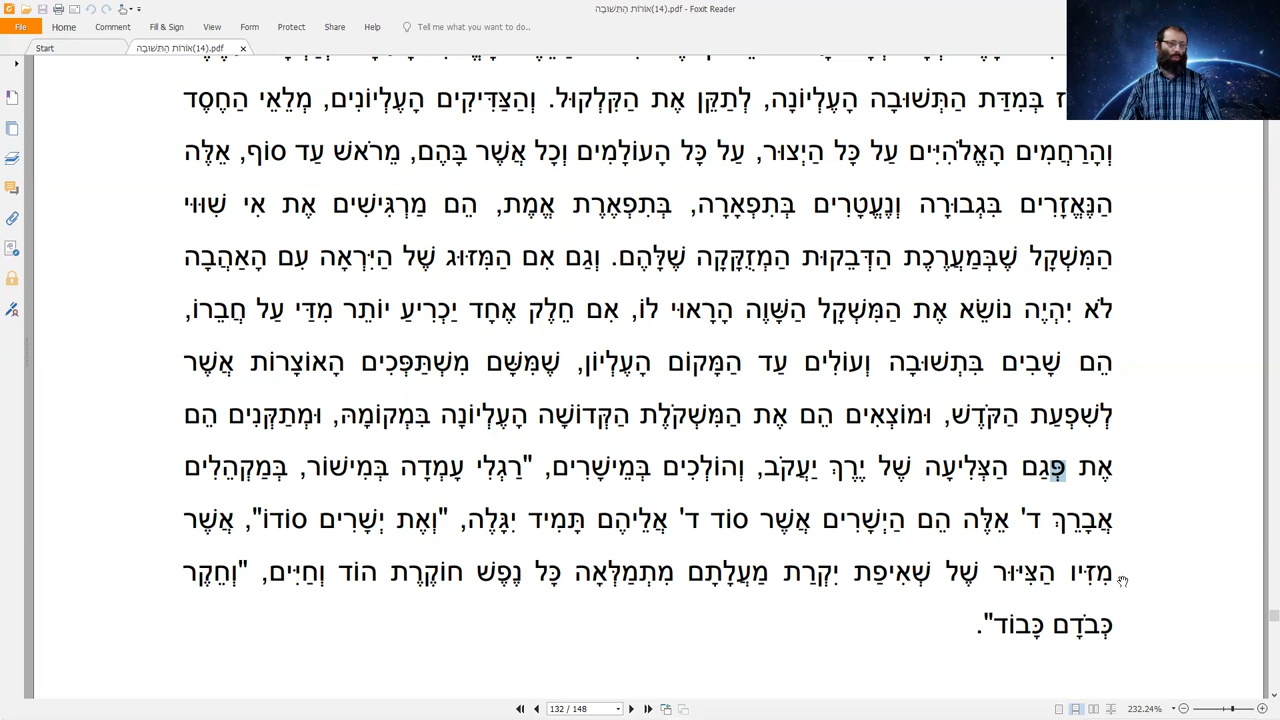 אוֹרוֹת הַתְּשׁוּבָה(14).pdf - Foxit Reader
File Home Comment Fill & Sign View Form Protect Share Help Tell me what you want to do..
Start אוֹרוֹת הַתְּשׁוּבָה(14).pdf
בְּמִדַּת הַתְּשׁוּבָה הָעֶלְיוֹנָה, לְתַקֵּן אֶת הַקִּלְקוּל. וְהַצַּדִּיקִים הָעֶלְיוֹנִים, מְלֵאֵי הַחֶסֶד
וְהָרַחֲמִים הָאֱלֹהִיִּים עַל כָּל הַיְצוּר, עַל כָּל הָעוֹלָמִים וְכָל אֲשֶׁר בָּהֶם, מֵרֹאשׁ עַד סוֹף, אֵלֶּה
הַנֶּאֱזָרִים בִּגְבוּרָה וְנֶעֱטָרִים בְּתִפְאָרָה, בְּתִפְאֶרֶת אֱמֶת, הֵם מַרְגִּישִׁים אֶת אִי שִׁוּוּי
הַמִּשְׁקָל שֶׁבְּמַעֲרֶכֶת הַדְּבֵקוּת הַמְזֻקָּקָה שֶׁלָּהֶם. וְגַם אִם הַמִּזּוּג שֶׁל הַיִּרְאָה עִם הָאַהֲבָה
לֹא יִהְיֶה נוֹשֵׂא אֶת הַמִּשְׁקָל הַשָּׁוֶה הָרָאוּי לוֹ, אִם חֵלֶק אֶחָד יַכְרִיעַ יוֹתֵר מִדַּי עַל חֲבֵרוֹ,
הֵם שָׁבִים בִּתְשׁוּבָה וְעוֹלִים עַד הַמָּקוֹם הָעֶלְיוֹן, שֶׁמִּשָּׁם מִשְׁתַּפְּכִים הָאוֹצָרוֹת אֲשֶׁר
לְשִׁפְעַת הַקֹּדֶשׁ, וּמוֹצְאִים הֵם אֶת הַמִּשְׁקֹלֶת הַקְּדוֹשָׁה הָעֶלְיוֹנָה בִּמְקוֹמָהּ, וּמְתַקְּנִים הֵם
אֶת פְּגַם הַצְּלִיעָה שֶׁל יֶרֶךְ יַעֲקֹב, וְהוֹלְכִים בְּמֵישָׁרִים, "רַגְלִי עָמְדָה בְּמִישׁוֹר, בְּמַקְהֵלִים
אֲבָרֵךְ ד' אֵלֶּה הֵם הַיְשָׁרִים אֲשֶׁר סוֹד ד' אֲלֵיהֶם תָּמִיד יִגָּלֶה, "וְאֶת יְשָׁרִים סוֹדוֹ", אֲשֶׁר
מִזִּיו הַצִּיּוּר שֶׁל שְׁאִיפַת יִקְרַת מַעֲלָתָם מִתְמַלְּאָה כָּל נֶפֶשׁ חוֹקֶרֶת הוֹד וְחַיִּים, "וְחֵקֶר
כְּבֹדָם כָּבוֹד".
132 / 148 232.24%